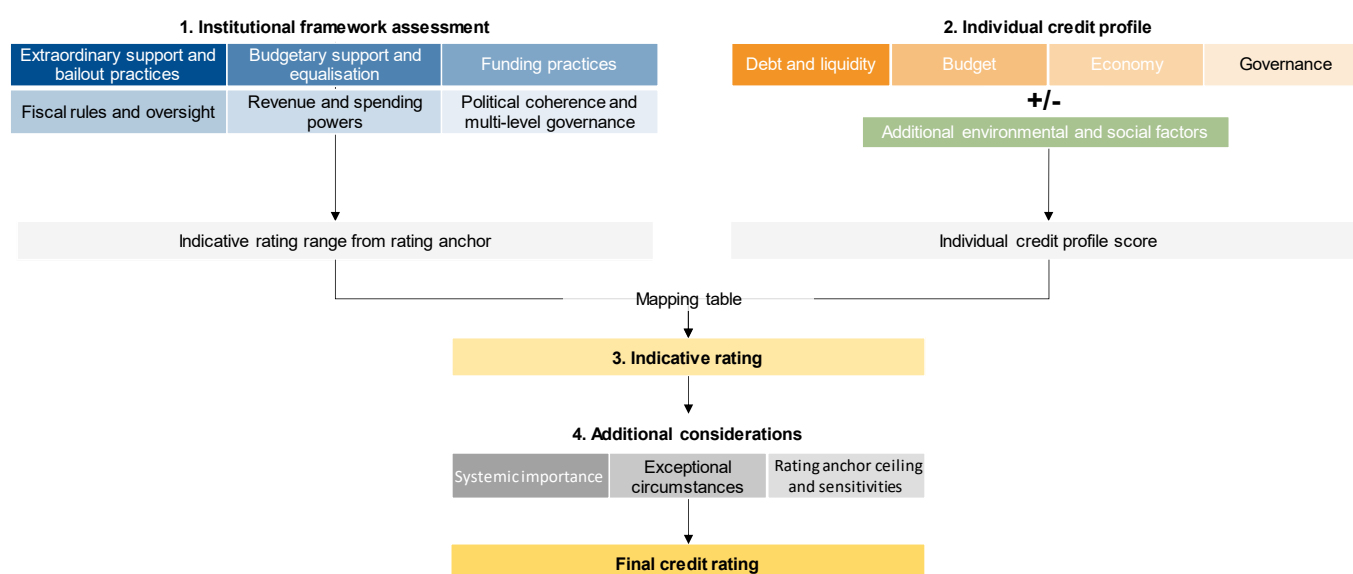 1. Institutional framework assessment
Extraordinary support and
bailout practices
Budgetary support and
equalisation
Funding practices
Fiscal rules and oversight
Revenue and spending
powers
Political coherence and
multi-level governance
Indicative rating range from rating anchor
2. Individual credit profile
Debt and liquidity
Budget
Economy
Governance
+/-
Additional environmental and social factors
Individual credit profile score
Mapping table
3. Indicative rating
4. Additional considerations
Systemic importance
Exceptional
circumstances
Rating anchor ceiling
and sensitivities
Final credit rating